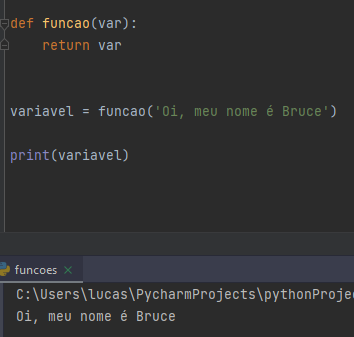 def funcao(var):
return var
variavel = funcao('Oi, meu nome é Bruce')
print(variavel)
funcoes ×
C:\Users\lucas\PycharmProjects\pythonProje
Oi, meu nome é Bruce